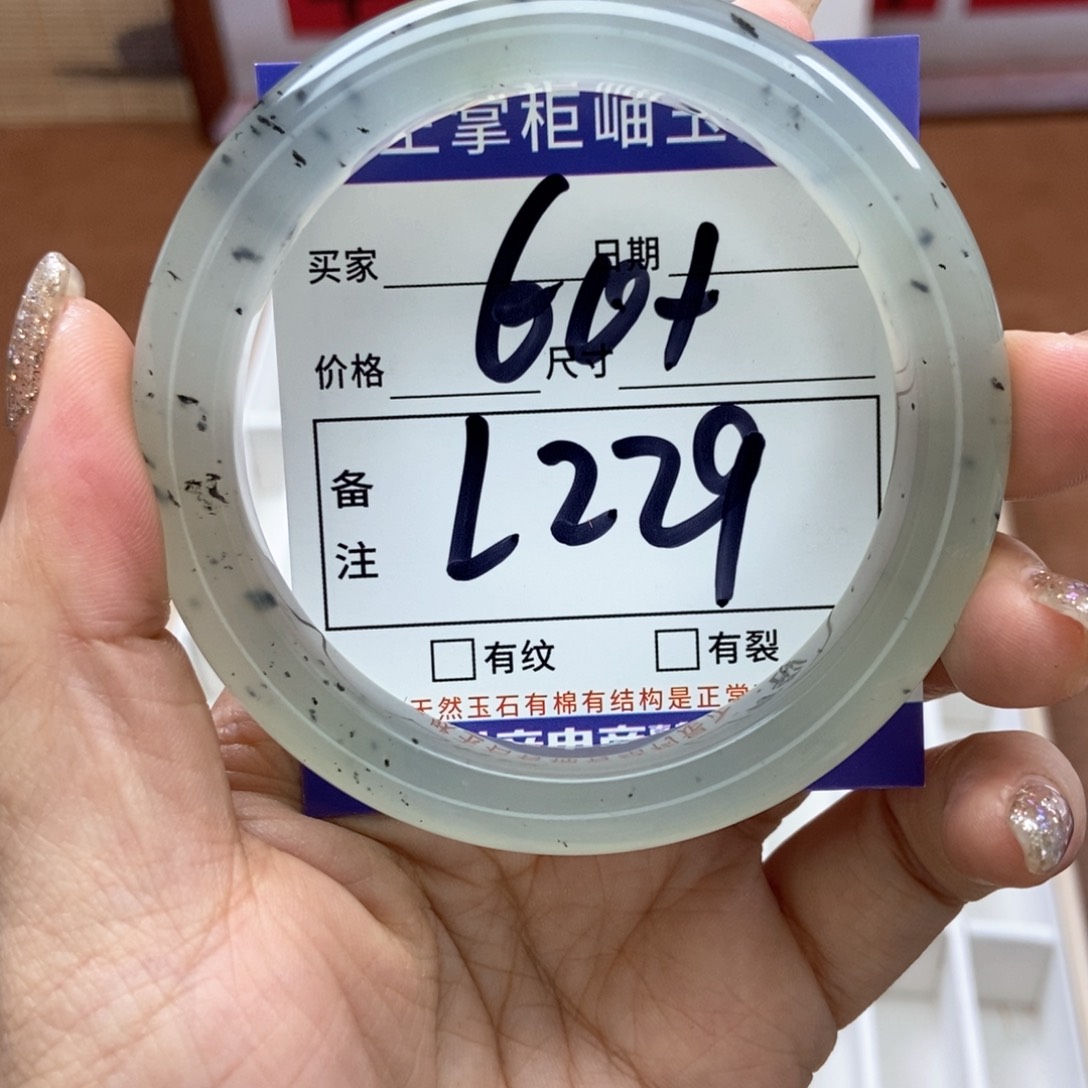 掌柜岫玉
60+
买家 日期
价格 尺寸
备注
L229
□有纹 □有裂
天然玉石有棉有结构是正常